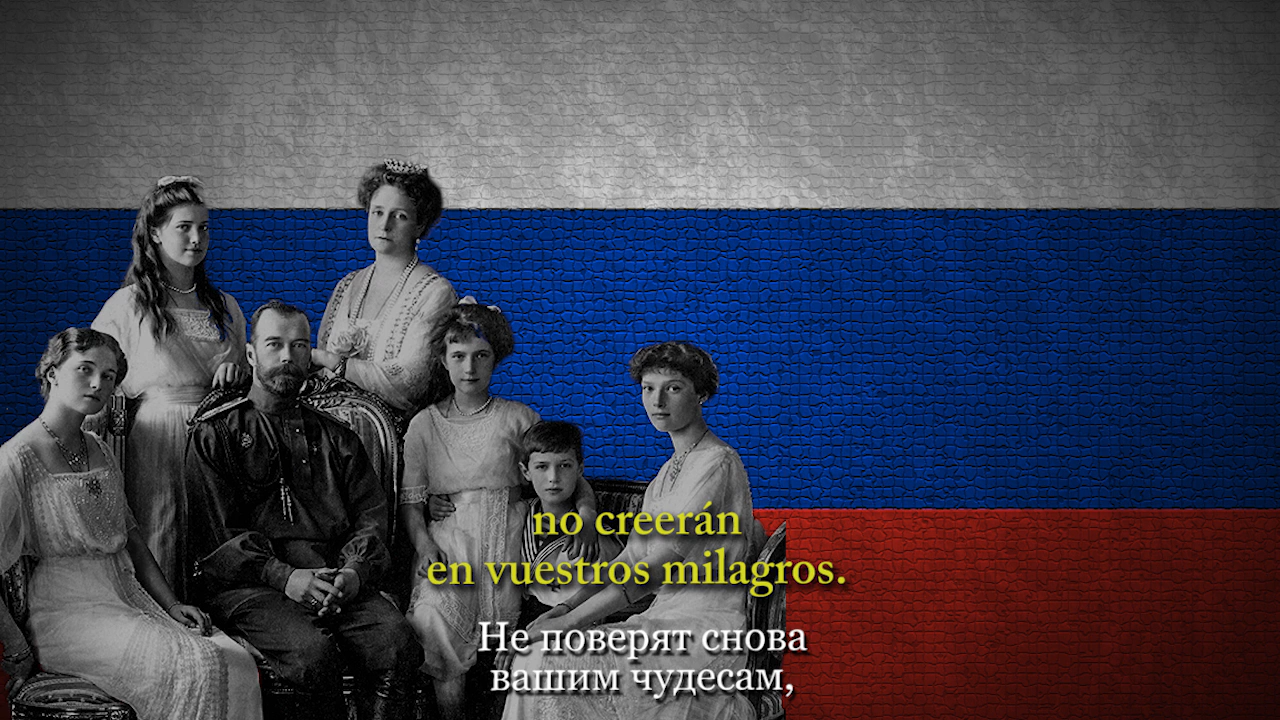 no creerán
en vuestros milagros.
Не поверят снова
вашим чудесам,